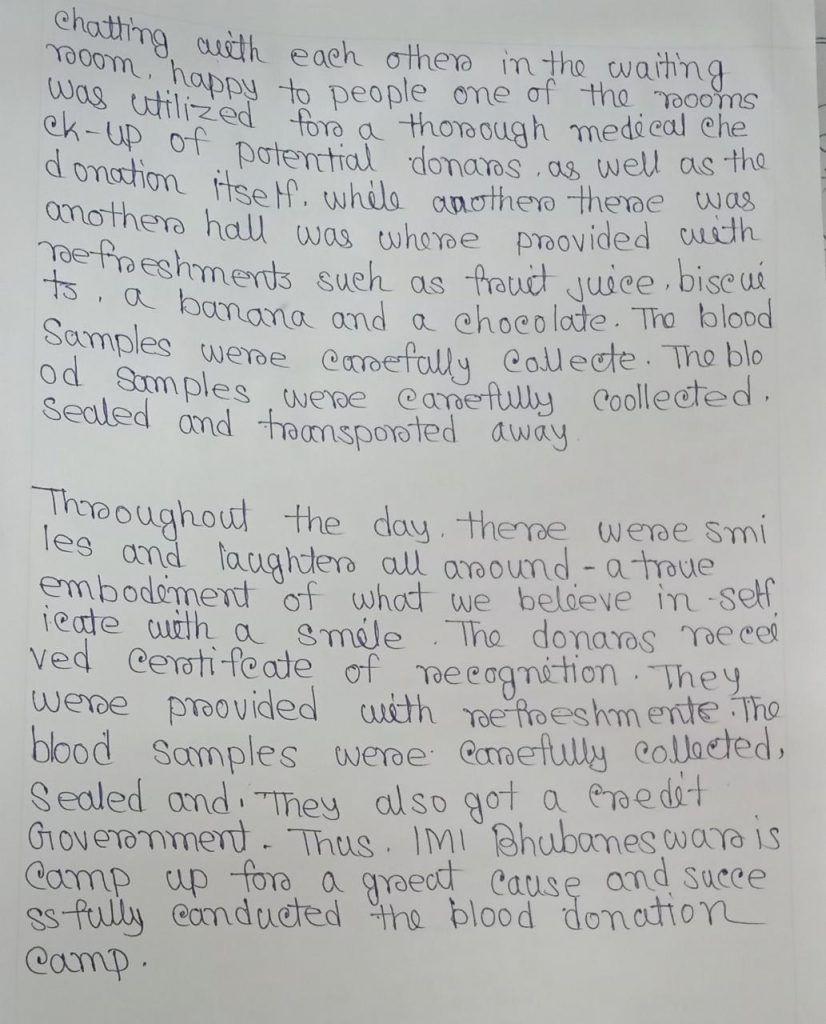 chatting with each other in the waiting
room. happy to people one of the rooms
was utilized for a thorough medical che
ck-up of potential donars. as well as the
donation itself. while another there was
another hall was where provided with
refreshments such as fruit juice, biscui
ts, a banana and a chocolate. The blood
Samples were carefally collecte. The blo
od samples were carefully coollected,
Sealed and transported away

Throughout the day. there were smi
les and laughter all around - a true
embodiment of what we believe in -self
icate with a smile. The donars recei
ved certifcate of recognition. They
were provided with refreshments. The
blood samples were carefully collected,
Sealed and. They also got a credit
Government. Thus. IMI Bhubaneswar is
Camp up for a great cause and succe
ssfully conducted the blood donation
Camp.